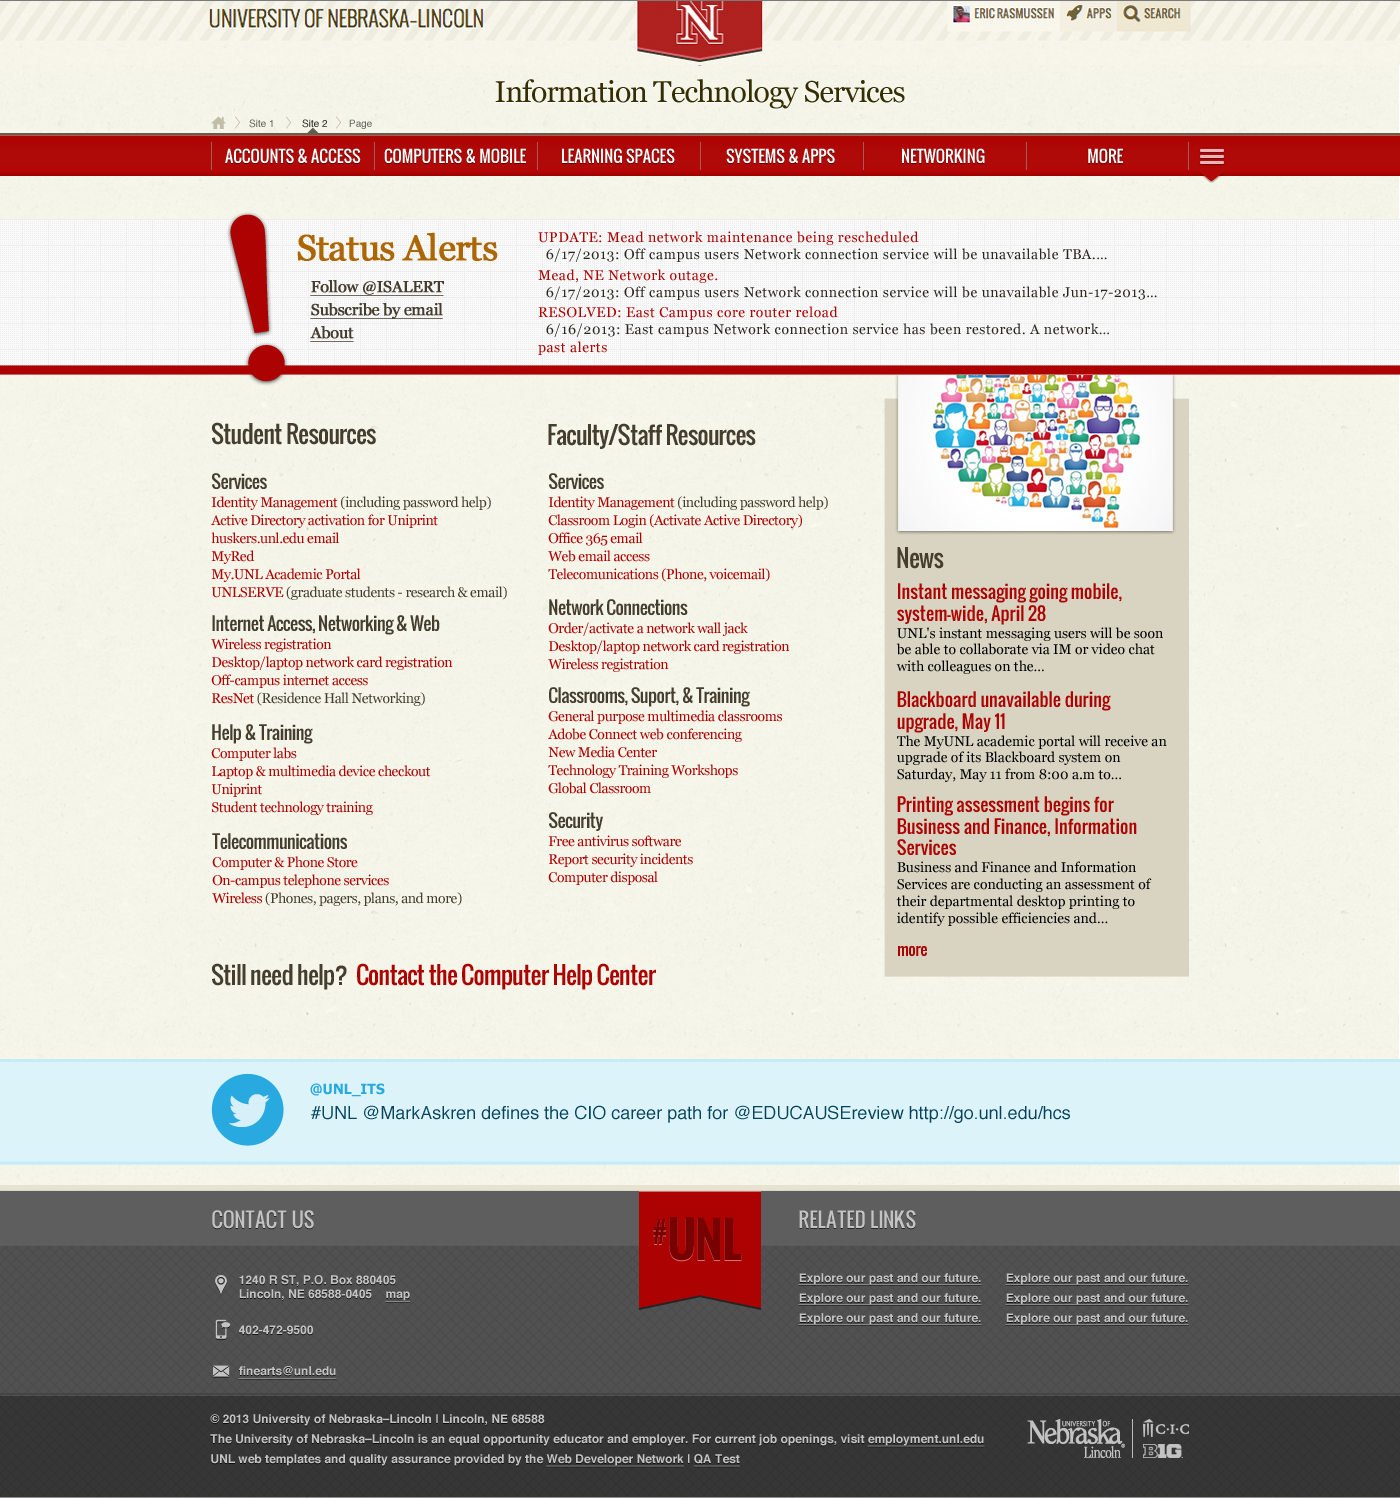 UNIVERSITY OF NEBRASKA–LINCOLN
N
ERIC RASMUSSEN
APPS
SEARCH
Information Technology Services
Site 1
Site 2
Page
ACCOUNTS & ACCESS
COMPUTERS & MOBILE
LEARNING SPACES
SYSTEMS & APPS
NETWORKING
MORE
Status Alerts
Follow @ISALERT
Subscribe by email
About
UPDATE: Mead network maintenance being rescheduled
6/17/2013: Off campus users Network connection service will be unavailable TBA....
Mead, NE Network outage.
6/17/2013: Off campus users Network connection service will be unavailable Jun-17-2013...
RESOLVED: East Campus core router reload
6/16/2013: East campus Network connection service has been restored. A network...
past alerts
Student Resources
Services
Identity Management (including password help)
Active Directory activation for Uniprint
huskers.unl.edu email
MyRed
My.UNL Academic Portal
UNLSERVE (graduate students - research & email)
Internet Access, Networking & Web
Wireless registration
Desktop/laptop network card registration
Off-campus internet access
ResNet (Residence Hall Networking)
Help & Training
Computer labs
Laptop & multimedia device checkout
Uniprint
Student technology training
Telecommunications
Computer & Phone Store
On-campus telephone services
Wireless (Phones, pagers, plans, and more)
Faculty/Staff Resources
Services
Identity Management (including password help)
Classroom Login (Activate Active Directory)
Office 365 email
Web email access
Telecomunications (Phone, voicemail)
Network Connections
Order/activate a network wall jack
Desktop/laptop network card registration
Wireless registration
Classrooms, Suport, & Training
General purpose multimedia classrooms
Adobe Connect web conferencing
New Media Center
Technology Training Workshops
Global Classroom
Security
Free antivirus software
Report security incidents
Computer disposal
News
Instant messaging going mobile,
system-wide, April 28
UNL's instant messaging users will be soon
be able to collaborate via IM or video chat
with colleagues on the...
Blackboard unavailable during
upgrade, May 11
The MyUNL academic portal will receive an
upgrade of its Blackboard system on
Saturday, May 11 from 8:00 a.m to...
Printing assessment begins for
Business and Finance, Information
Services
Business and Finance and Information
Services are conducting an assessment of
their departmental desktop printing to
identify possible efficiencies and...
more
Still need help? Contact the Computer Help Center
@UNL_ITS
#UNL @MarkAskren defines the CIO career path for @EDUCAUSEreview http://go.unl.edu/hcs
CONTACT US
#UNL
RELATED LINKS
1240 R ST, P.O. Box 880405
Lincoln, NE 68588-0405 map
402-472-9500
finearts@unl.edu
Explore our past and our future. Explore our past and our future.
Explore our past and our future. Explore our past and our future.
Explore our past and our future. Explore our past and our future.
© 2013 University of Nebraska–Lincoln | Lincoln, NE 68588
The University of Nebraska–Lincoln is an equal opportunity educator and employer. For current job openings, visit employment.unl.edu
UNL web templates and quality assurance provided by the Web Developer Network | QA Test
UNIVERSITY OF
Nebraska
Lincoln
C·I·C
B1G